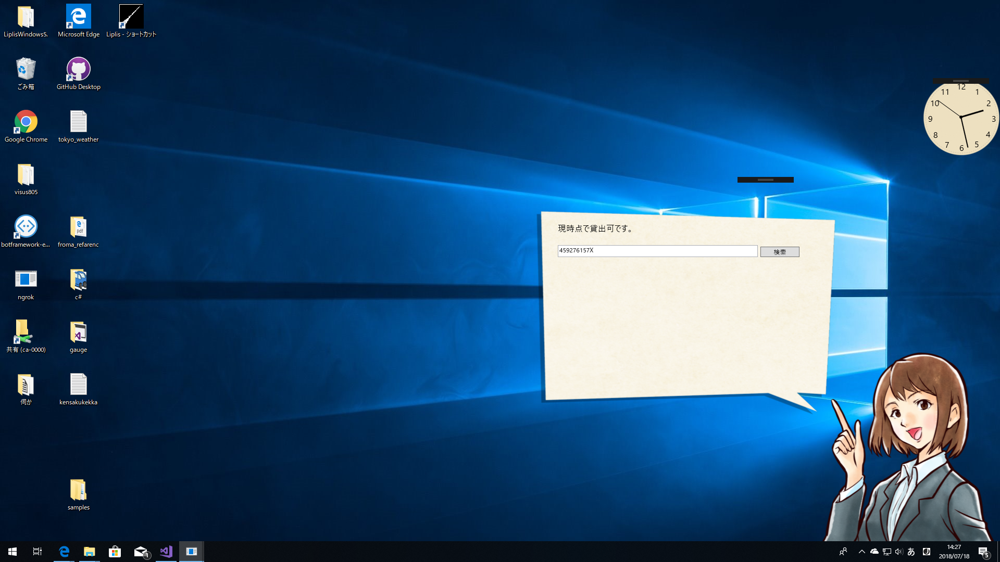 LiplisWindows5.
Microsoft Edge
Liplis - ショートカット
ごみ箱
GitHub Desktop
Google Chrome
tokyo_weather
visus805
botframework-e...
froma_refarenc
pdf
ngrok
c#
共有 (ca-0000)
gauge
伺か
kensakukekka
samples
12
11
1
10
2
9
3
8
4
7
6
5
現時点で貸出可です。
459276157X
検索
1
あ
J
14:27
2018/07/18
5